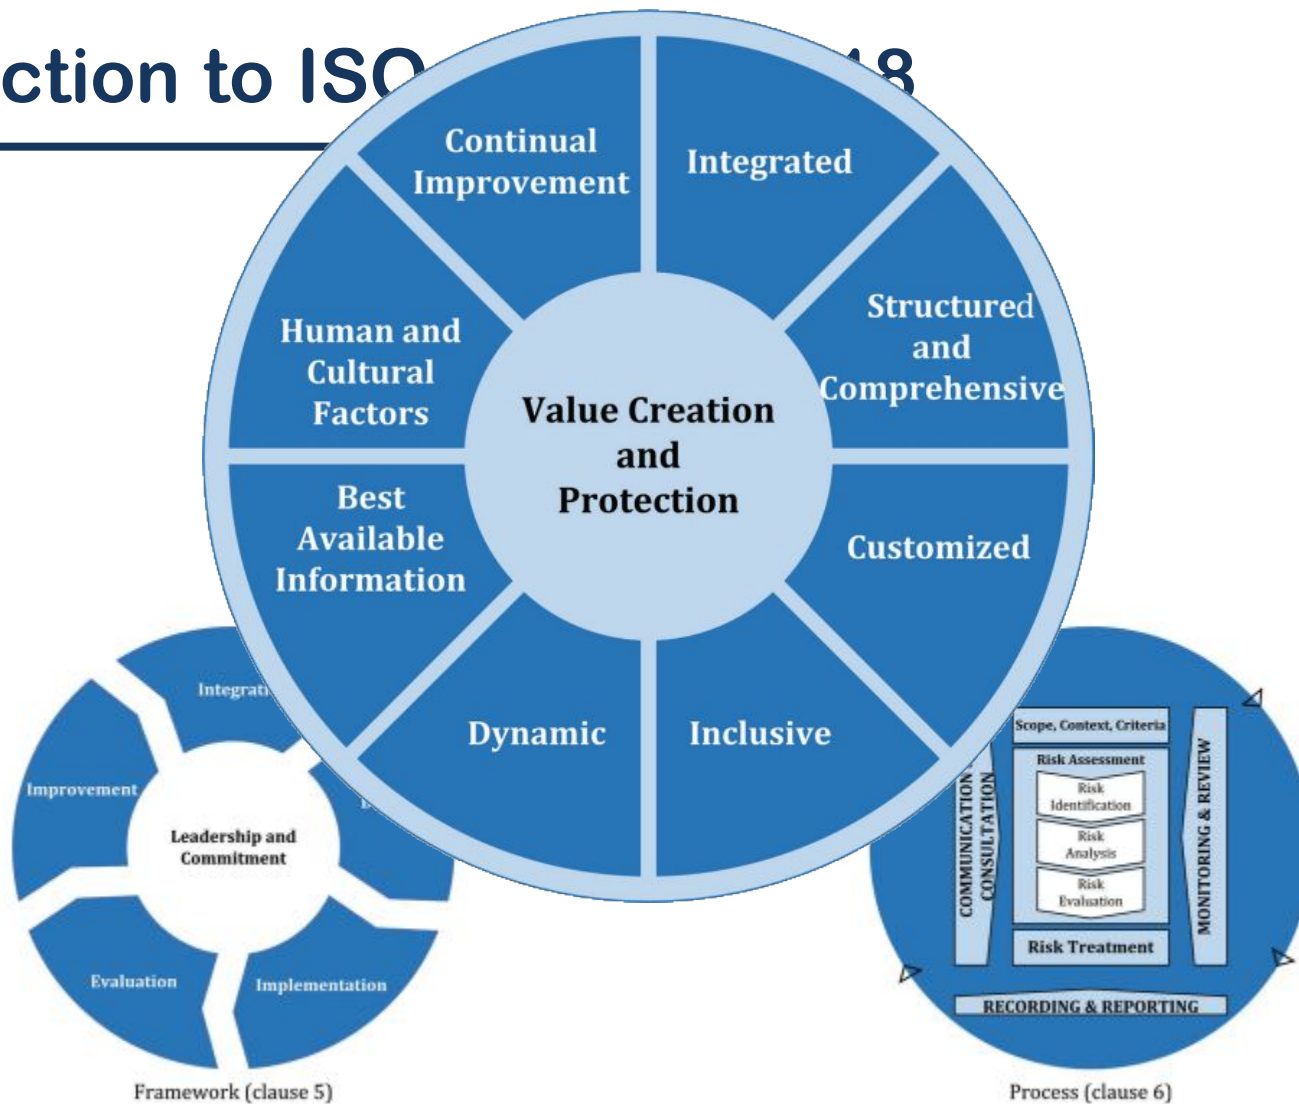 ction to ISO 18
Continual
Improvement
Integrated
Structured
and
Comprehensive
Human and
Cultural
Factors
Value Creation
and
Protection
Best
Available
Information
Customized
Dynamic
Inclusive
Integrati
Improvement
Leadership and
Commitment
Evaluation
Implementation
Framework (clause 5)
Scope, Context, Criteria
Risk Assessment
Risk
Identification
Risk
Analysis
Risk
Evaluation
Risk Treatment
COMMUNICATION
CONSULTATION
MONITORING & REVIEW
RECORDING & REPORTING
Process (clause 6)